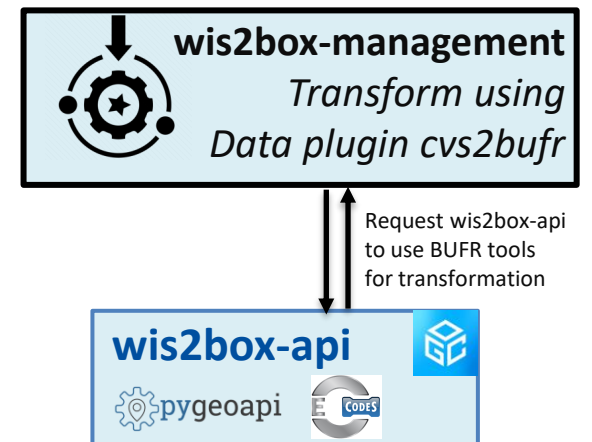 wis2box-management
Transform using
Data plugin cvs2bufr
Request wis2box-api
to use BUFR tools
for transformation
wis2box-api
OGC
pygeoapi
E CODES